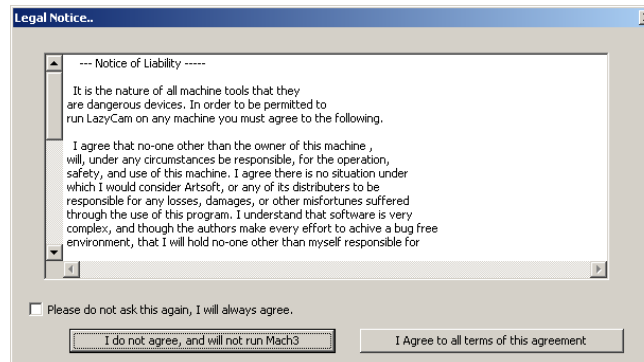 Legal Notice..
--- Notice of Liability -----
It is the nature of all machine tools that they
are dangerous devices. In order to be permitted to
run LazyCam on any machine you must agree to the following.
I agree that no-one other than the owner of this machine ,
will, under any circumstances be responsible, for the operation,
safety, and use of this machine. I agree there is no situation under
which I would consider Artsoft, or any of its distributers to be
responsible for any losses, damages, or other misfortunes suffered
through the use of this program. I understand that software is very
complex, and though the authors make every effort to achive a bug free
environment, that I will hold no-one other than myself responsible for
Please do not ask this again, I will always agree.
I do not agree, and will not run Mach3
I Agree to all terms of this agreement